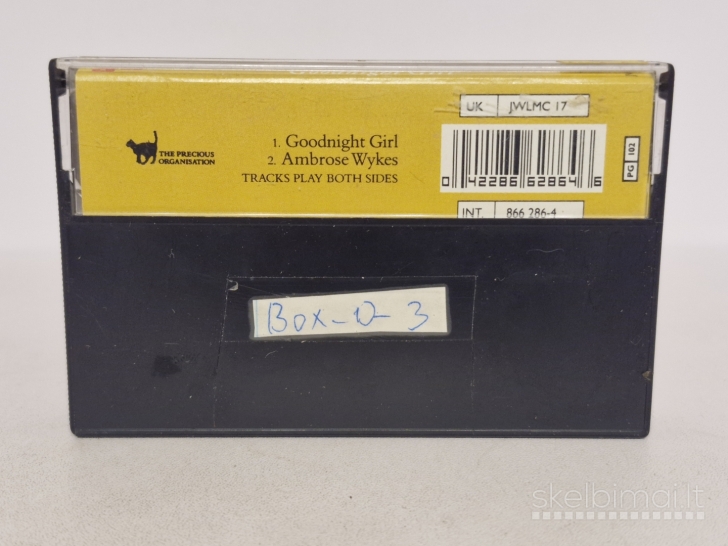 UK JWLMC 17
THE PRECIOUS
ORGANISATION
1. Goodnight Girl
2. Ambrose Wykes
TRACKS PLAY BOTH SIDES
0 42286 62864 6
PG 102
INT. 866 286-4
Box-10-3
skelbimai.lt